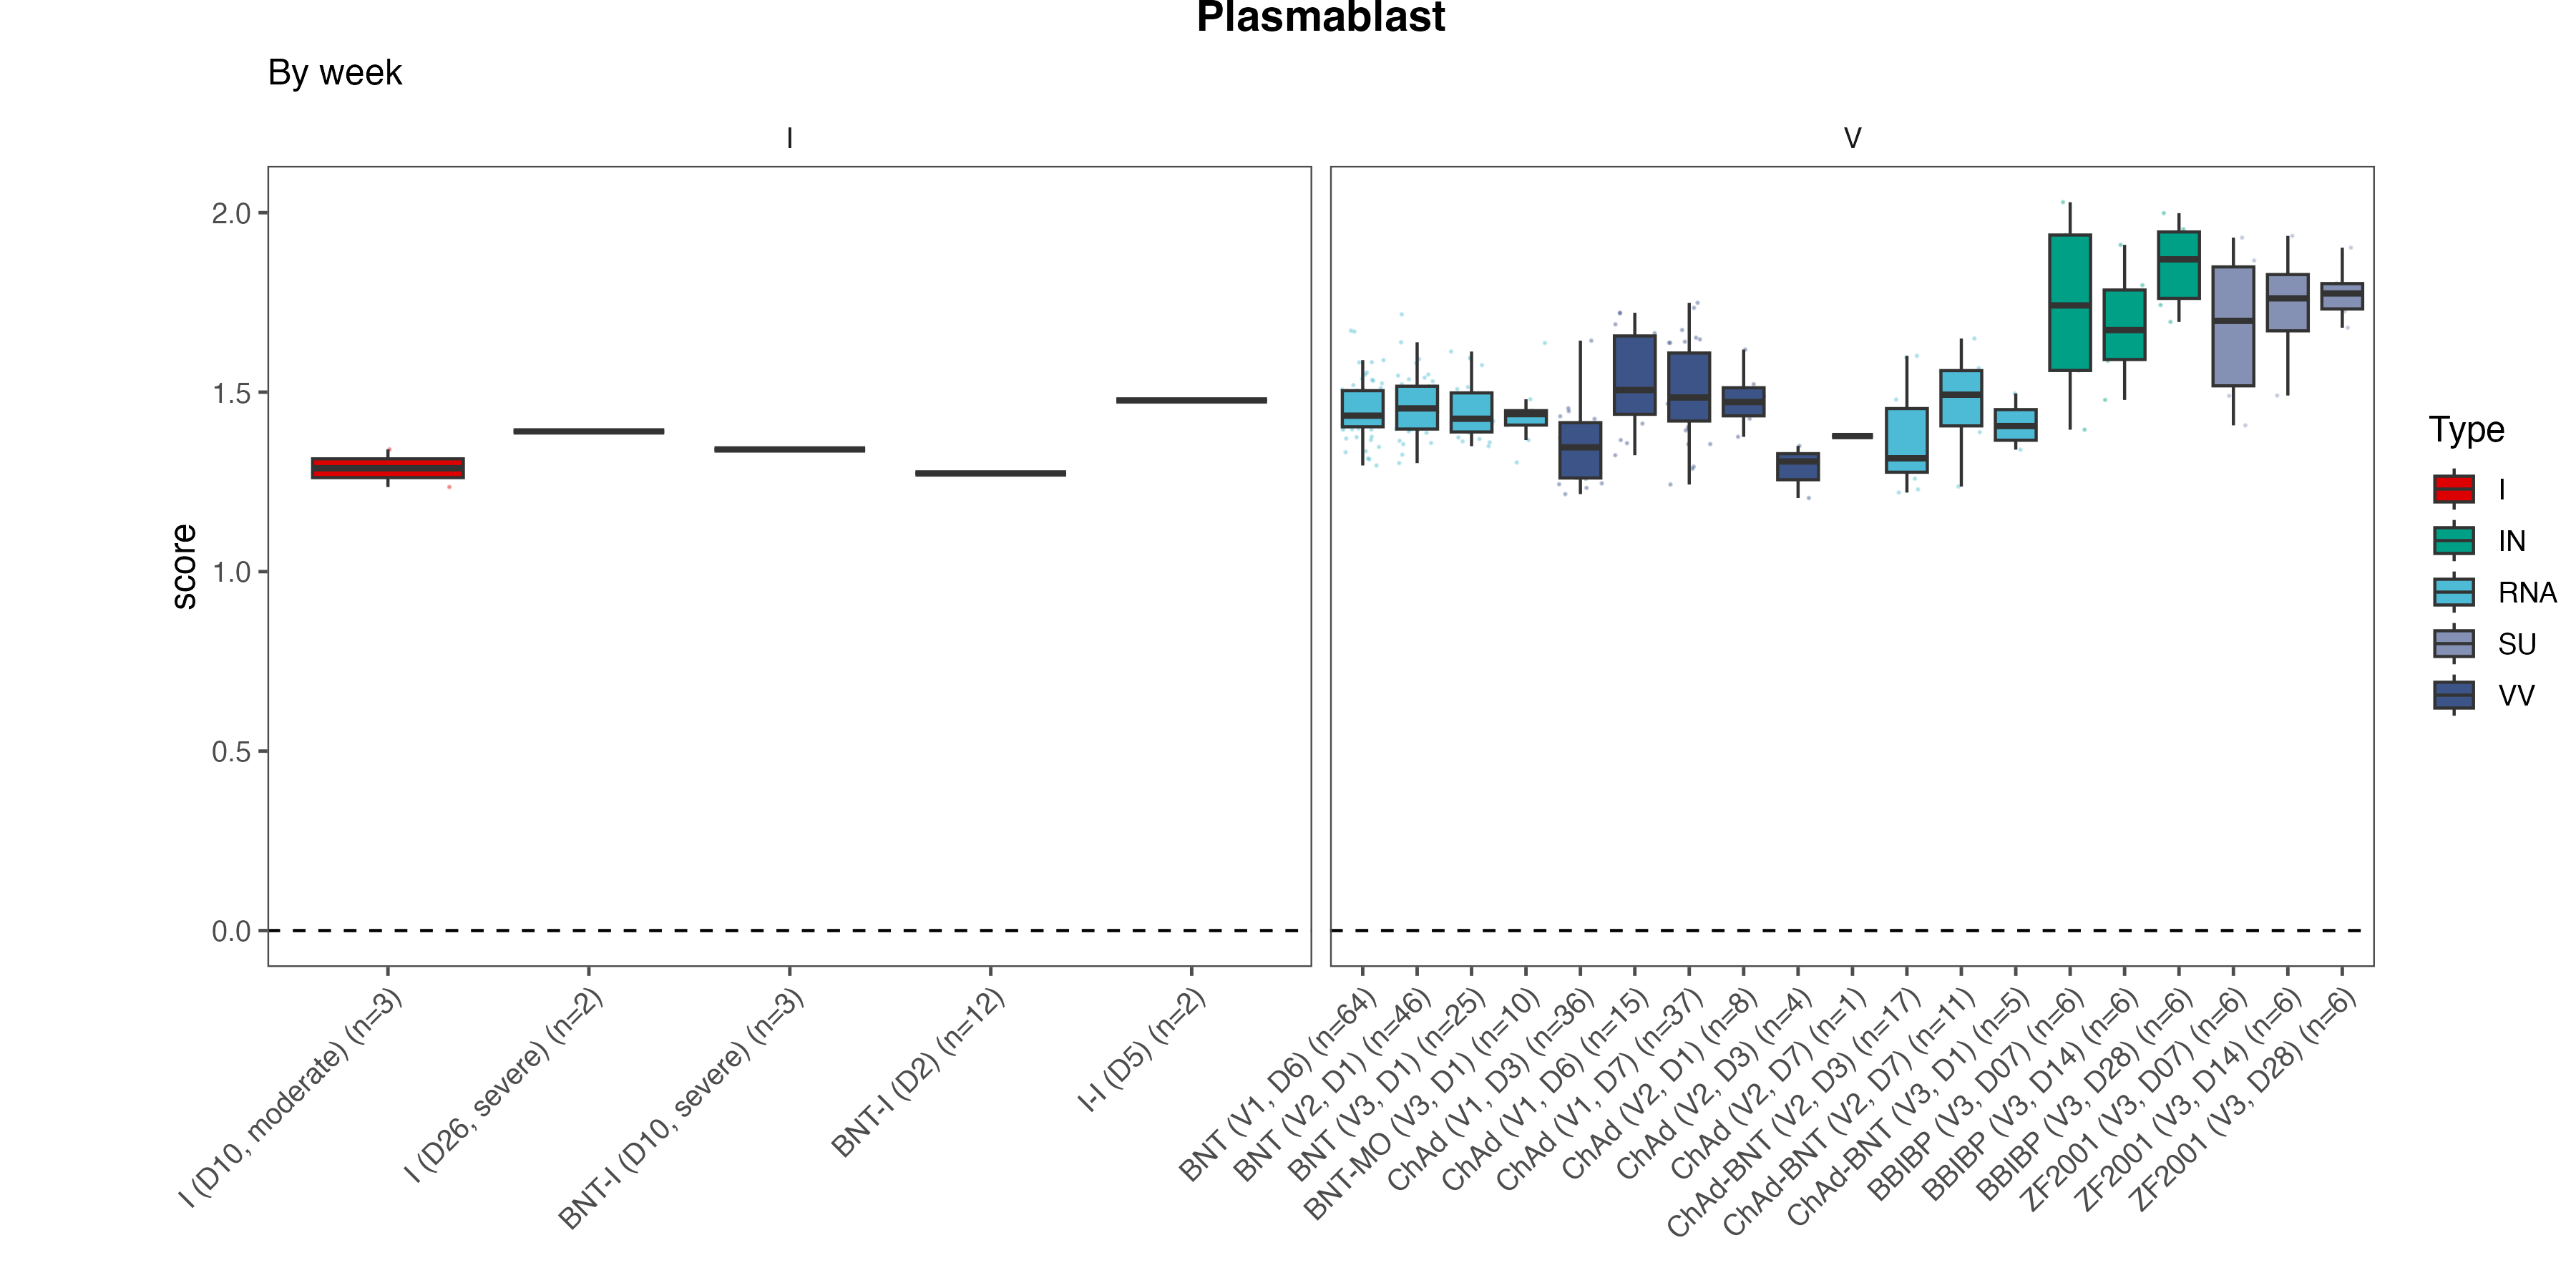 Plasmablast
By week
I
V
score
2.0
1.5
1.0
0.5
0.0
I (D10, moderate) (n=3)
I (D26, severe) (n=2)
BNT-I (D10, severe) (n=3)
BNT-I (D2) (n=12)
I-I (D5) (n=2)
BNT (V1, D6) (n=64)
BNT (V2, D1) (n=46)
BNT (V3, D1) (n=25)
BNT-MO (V3, D1) (n=10)
ChAd (V1, D3) (n=36)
ChAd (V1, D6) (n=15)
ChAd (V1, D7) (n=37)
ChAd (V2, D1) (n=8)
ChAd (V2, D3) (n=4)
ChAd (V2, D7) (n=1)
ChAd-BNT (V2, D3) (n=17)
ChAd-BNT (V2, D7) (n=11)
ChAd-BNT (V3, D1) (n=5)
BBIBP (V3, D07) (n=6)
BBIBP (V3, D14) (n=6)
BBIBP (V3, D28) (n=6)
ZF2001 (V3, D07) (n=6)
ZF2001 (V3, D14) (n=6)
ZF2001 (V3, D28) (n=6)
Type
I
IN
RNA
SU
VV